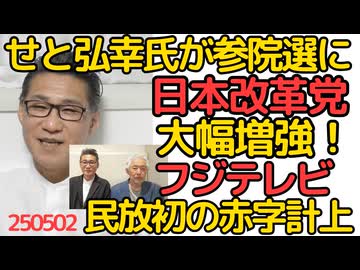 せと弘幸氏が参院選に
日本改革党
大幅増強！
フジテレビ
250502
民放初の赤字計上